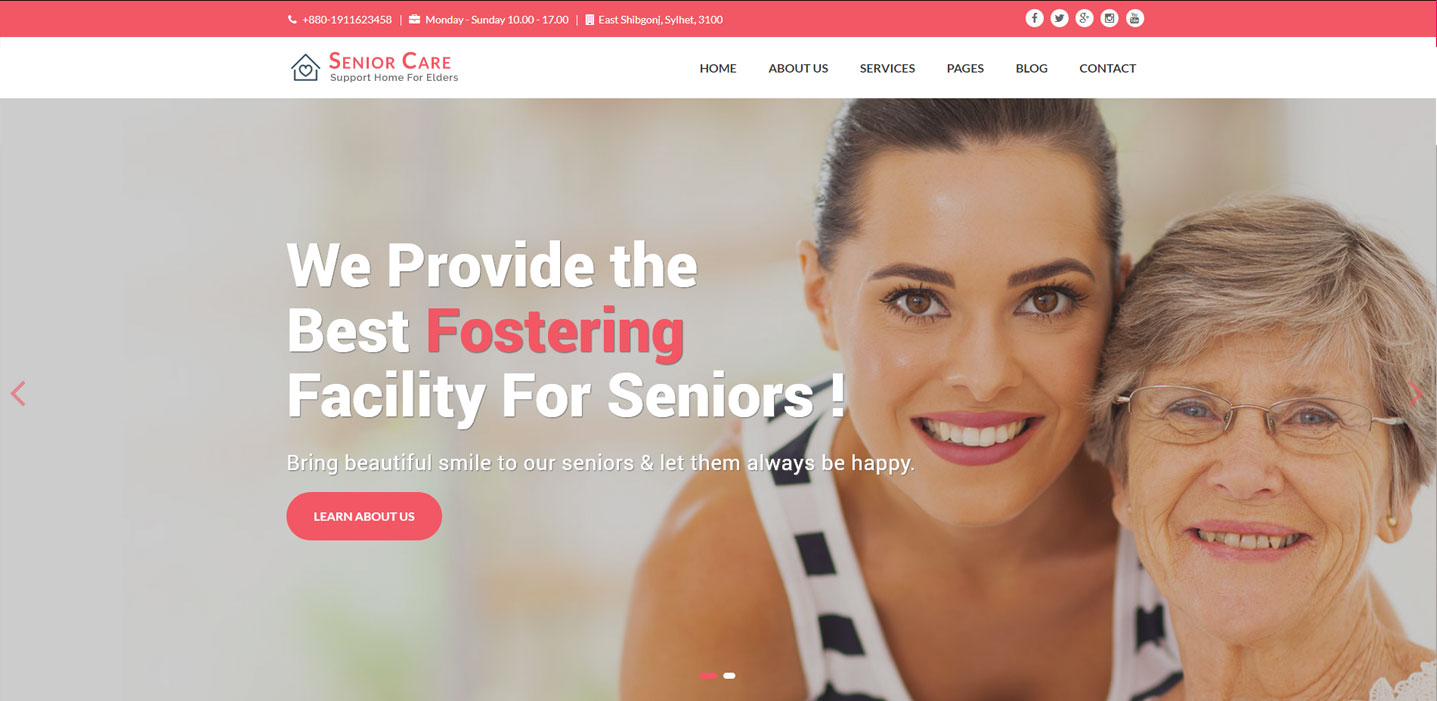 +880-1911623458 | Monday - Sunday 10.00 - 17.00 | East Shibgonj, Sylhet, 3100
SENIOR CARE
Support Home For Elders
HOME ABOUT US SERVICES PAGES BLOG CONTACT
We Provide the
Best Fostering
Facility For Seniors !
Bring beautiful smile to our seniors & let them always be happy.
LEARN ABOUT US